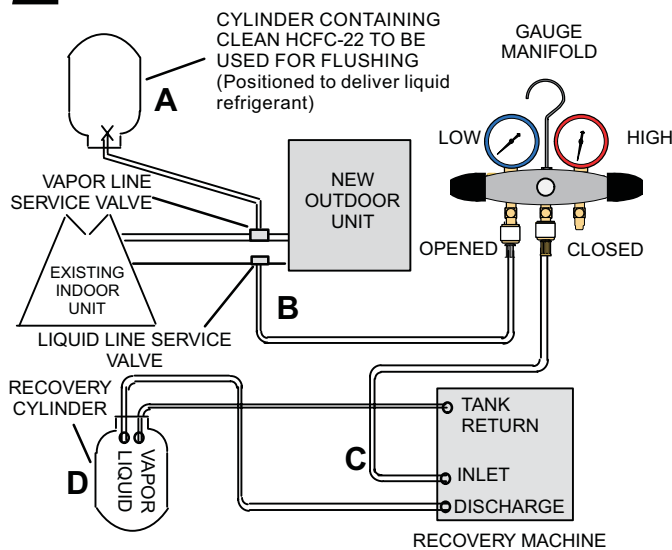 CYLINDER CONTAINING
CLEAN HCFC-22 TO BE
USED FOR FLUSHING
(Positioned to deliver liquid
refrigerant)
A
GAUGE
MANIFOLD
LOW
HIGH
VAPOR LINE
SERVICE VALVE
NEW
OUTDOOR
UNIT
OPENED
CLOSED
EXISTING
INDOOR
UNIT
B
LIQUID LINE SERVICE
VALVE
RECOVERY
CYLINDER
TANK
RETURN
D
LIQUID
VAPOR
C
INLET
DISCHARGE
RECOVERY MACHINE